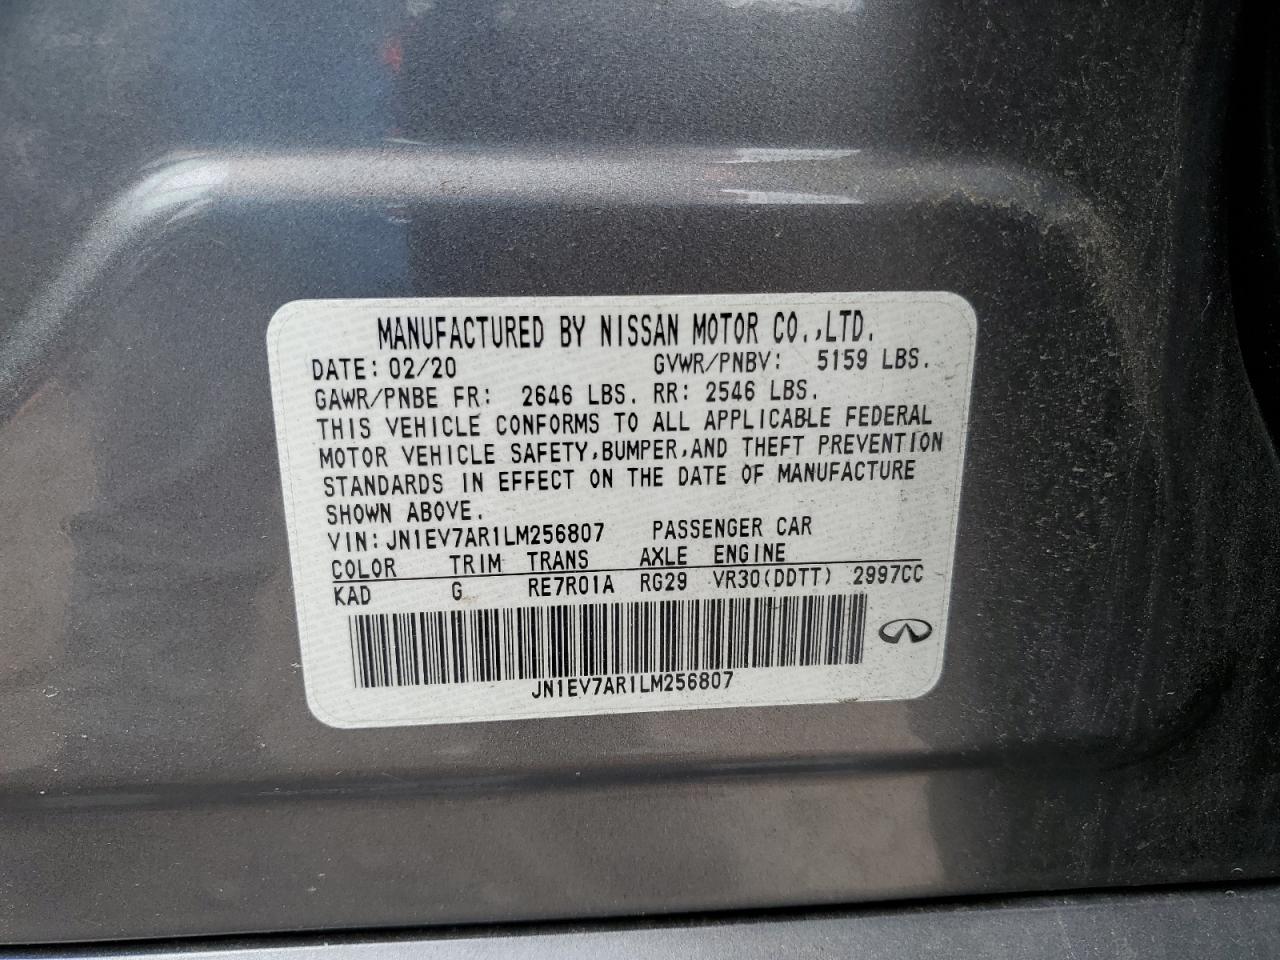 MANUFACTURED BY NISSAN MOTOR CO.,LTD.
DATE: 02/20 GVWR/PNBV: 5159 LBS.
GAWR/PNBE FR: 2646 LBS. RR: 2546 LBS.
THIS VEHICLE CONFORMS TO ALL APPLICABLE FEDERAL
MOTOR VEHICLE SAFETY,BUMPER,AND THEFT PREVENTION
STANDARDS IN EFFECT ON THE DATE OF MANUFACTURE
SHOWN ABOVE.
VIN:JN1EV7AR1LM256807 PASSENGER CAR
COLOR TRIM TRANS AXLE ENGINE
KAD G RE7R01A RG29 VR30(DDTT) 2997CC
JN1EV7AR1LM256807